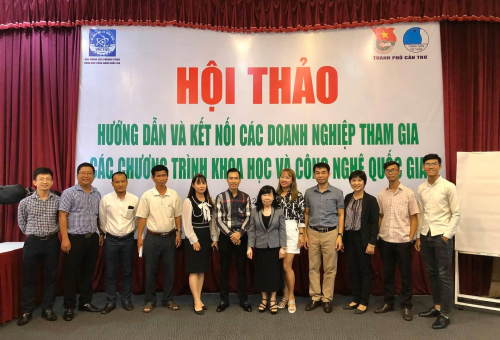 THÀNH PHỐ CẦN THƠ
HỘI THẢO
HƯỚNG DẪN VÀ KẾT NỐI CÁC DOANH NGHIỆP THAM GIA
CÁC CHƯƠNG TRÌNH KHOA HỌC VÀ CÔNG NGHỆ QUỐC GIA